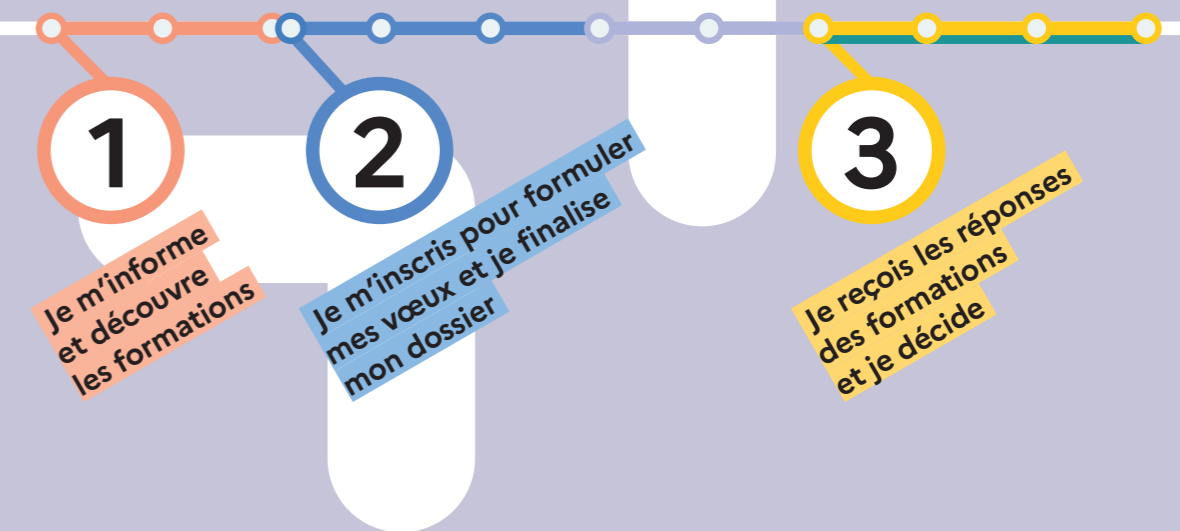 1
Je m'informe
et découvre
les formations
2
Je m'inscris pour formuler
mes vœux et je finalise
mon dossier
3
Je reçois les réponses
des formations
et je décide